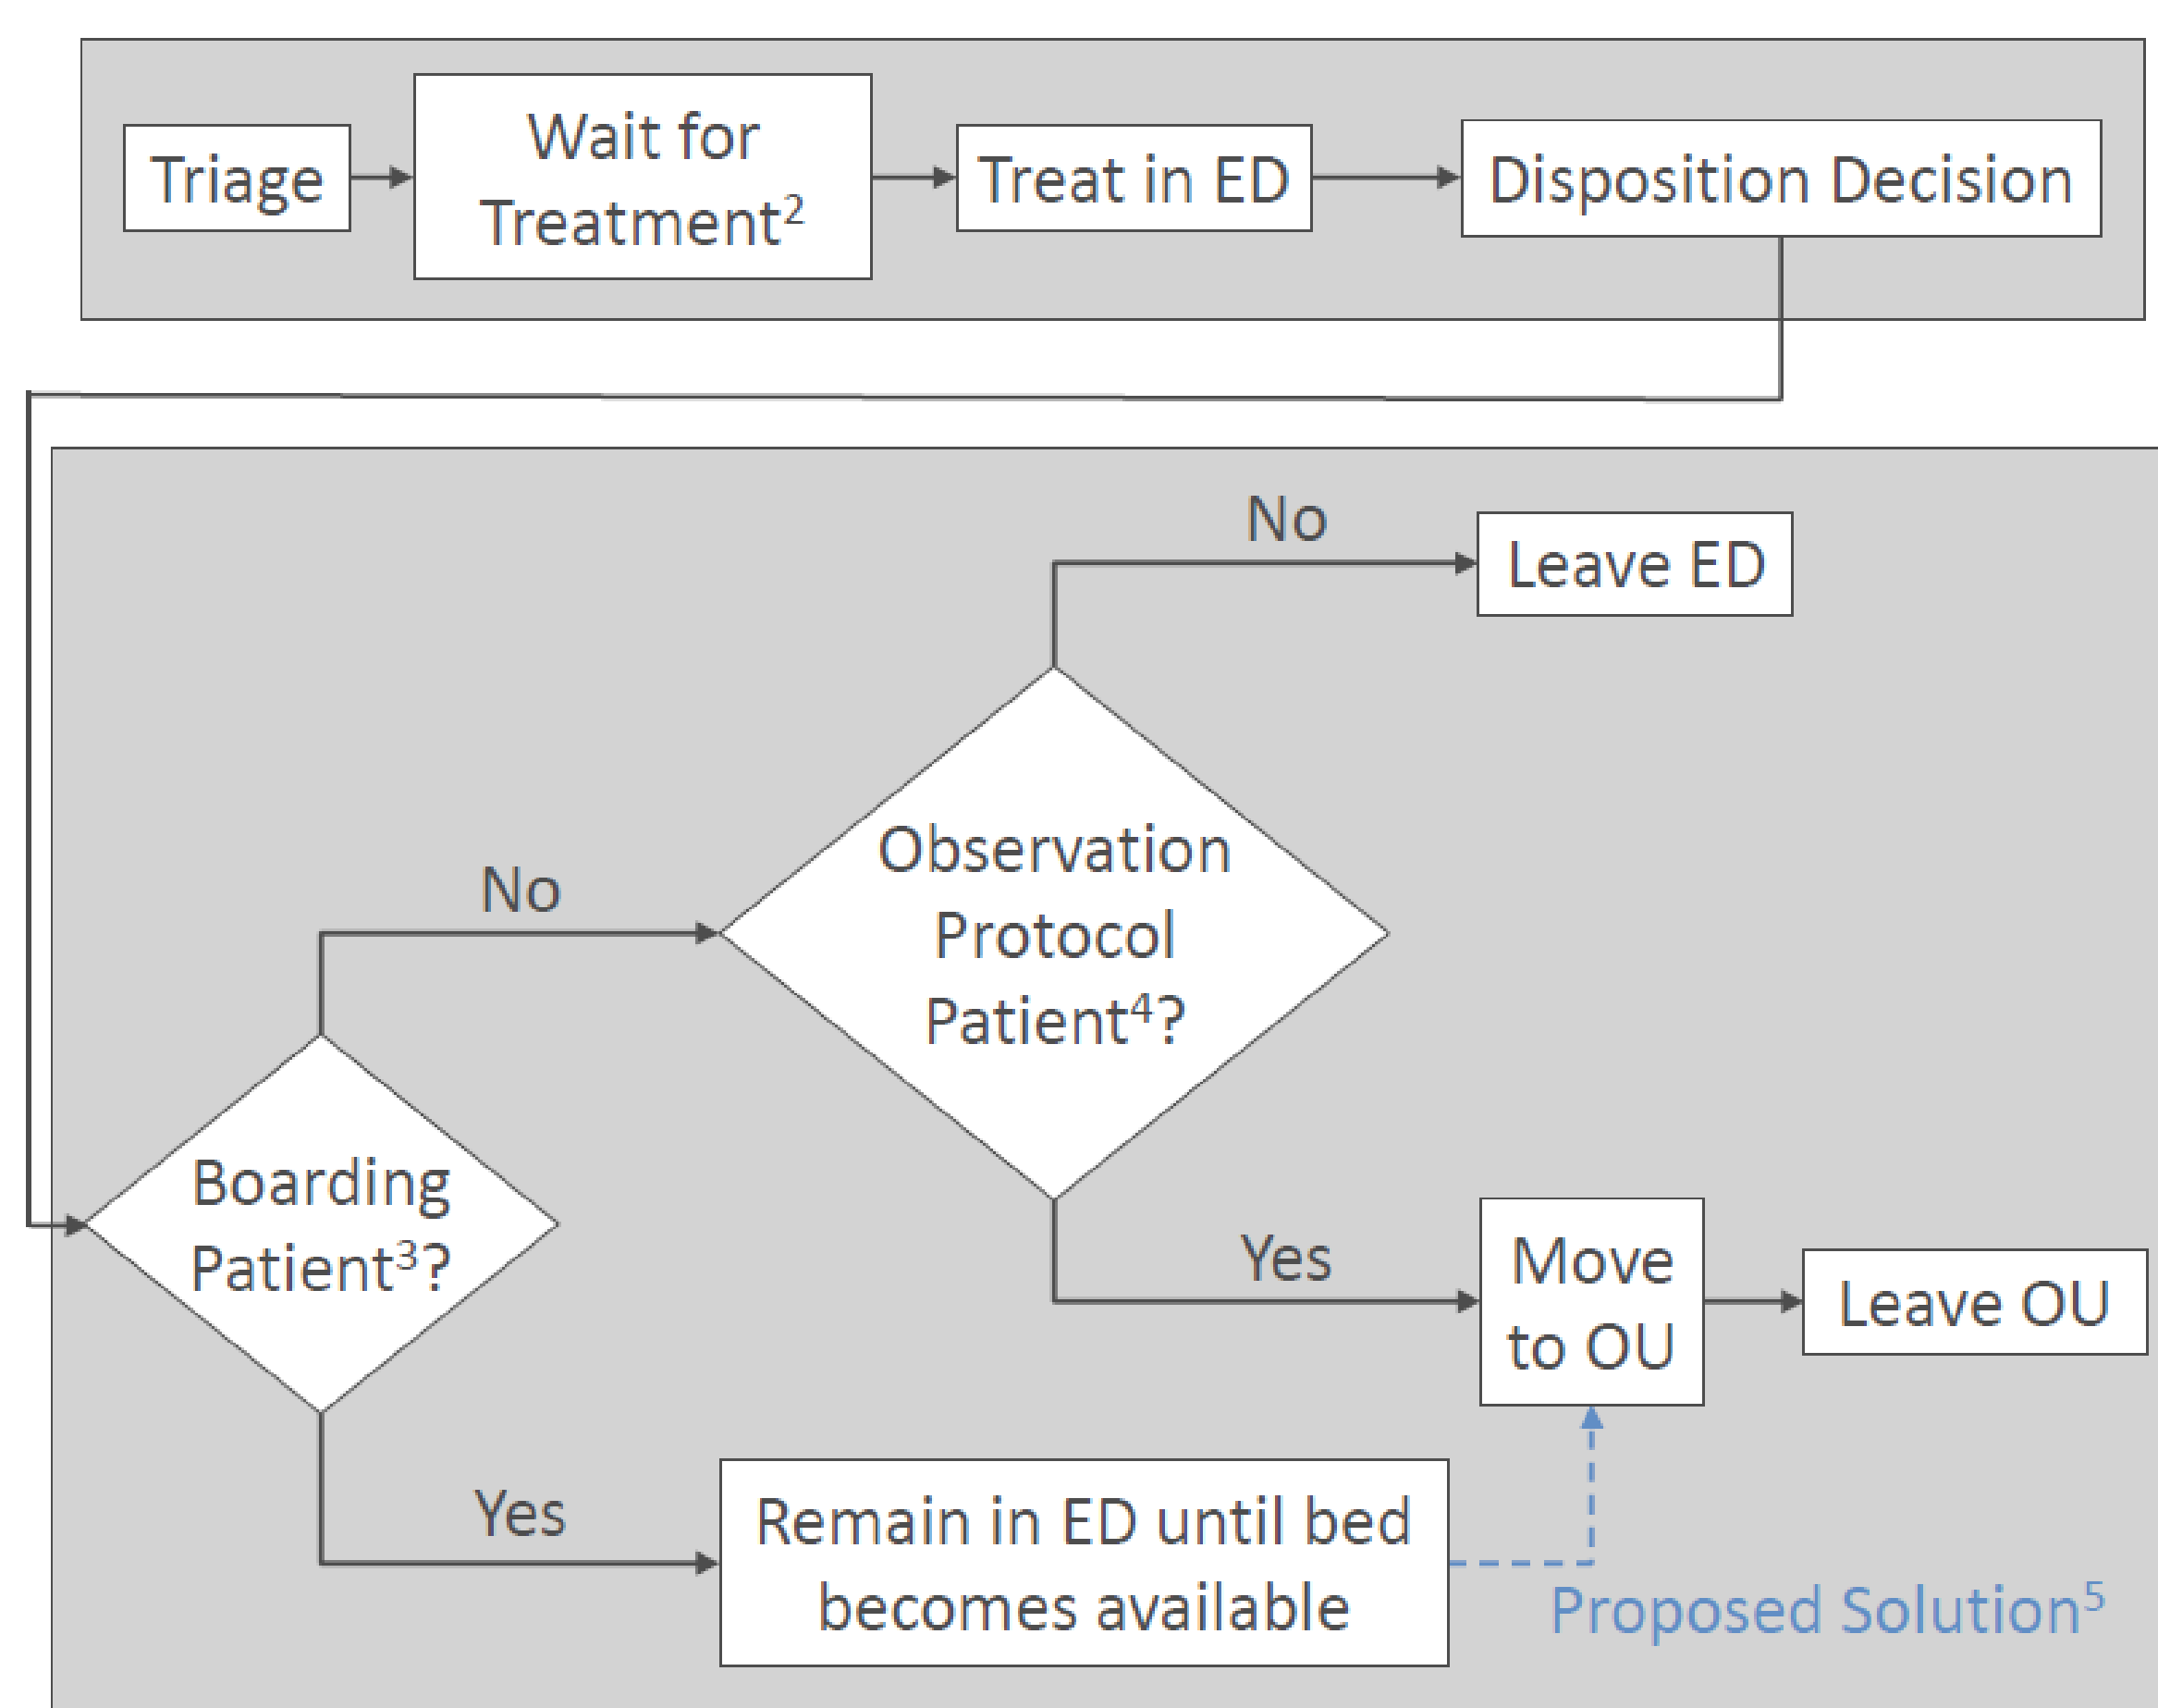 Triage
Wait for
Treatment²
Treat in ED
Disposition Decision
No
Leave ED
Observation
Protocol
Patient⁴?
No
Boarding
Patient³?
Yes
Move
to OU
Leave OU
Yes
Remain in ED until bed
becomes available
Proposed Solution⁵